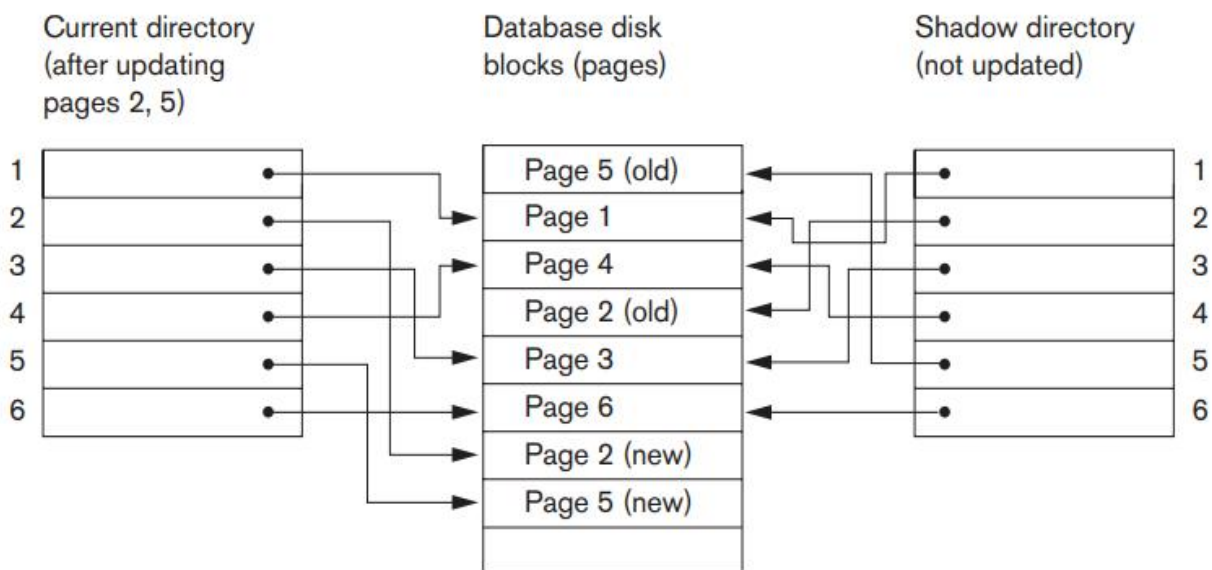 Current directory
(after updating
pages 2, 5)
Database disk
blocks (pages)
Shadow directory
(not updated)
1
2
3
4
5
6
Page 5 (old)
Page 1
Page 4
Page 2 (old)
Page 3
Page 6
Page 2 (new)
Page 5 (new)
1
2
3
4
5
6